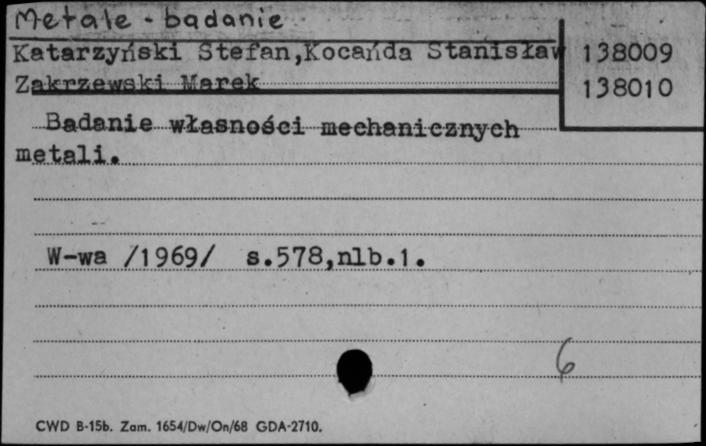 Metale - badanie
Katarzyński Stefan,Kocańda Stanisław 138009
Zakrzewski Marek 138010
Badanie własności mechanicznych
metali.
W-wa /1969/ s.578,nlb.1.
6
CWD B-15b. Zam. 1654/Dw/On/68 GDA-2710.